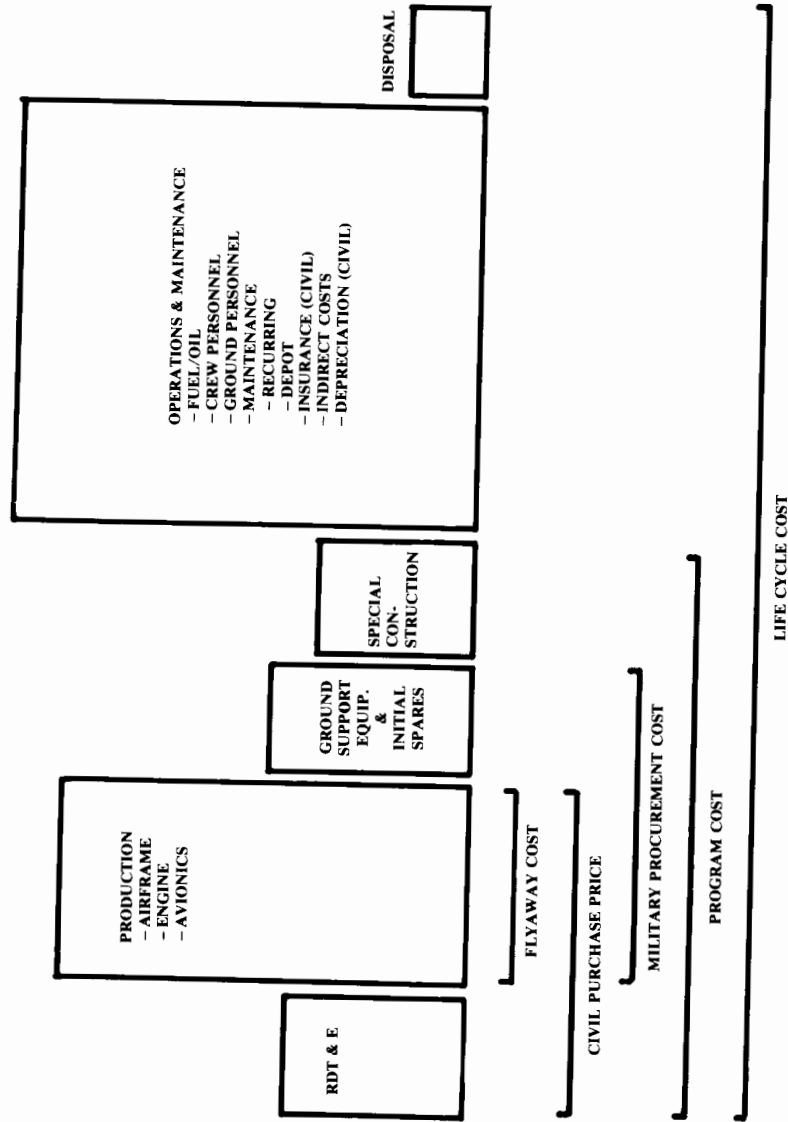 RDT & E
PRODUCTION
– AIRFRAME
– ENGINE
– AVIONICS
GROUND
SUPPORT
EQUIP.
&
INITIAL
SPARES
SPECIAL
CON-
STRUCTION
OPERATIONS & MAINTENANCE
– FUEL/OIL
– CREW PERSONNEL
– GROUND PERSONNEL
– MAINTENANCE
– RECURRING
– DEPOT
– INSURANCE (CIVIL)
– INDIRECT COSTS
– DEPRECIATION (CIVIL)
DISPOSAL
FLYAWAY COST
CIVIL PURCHASE PRICE
MILITARY PROCUREMENT COST
PROGRAM COST
LIFE CYCLE COST